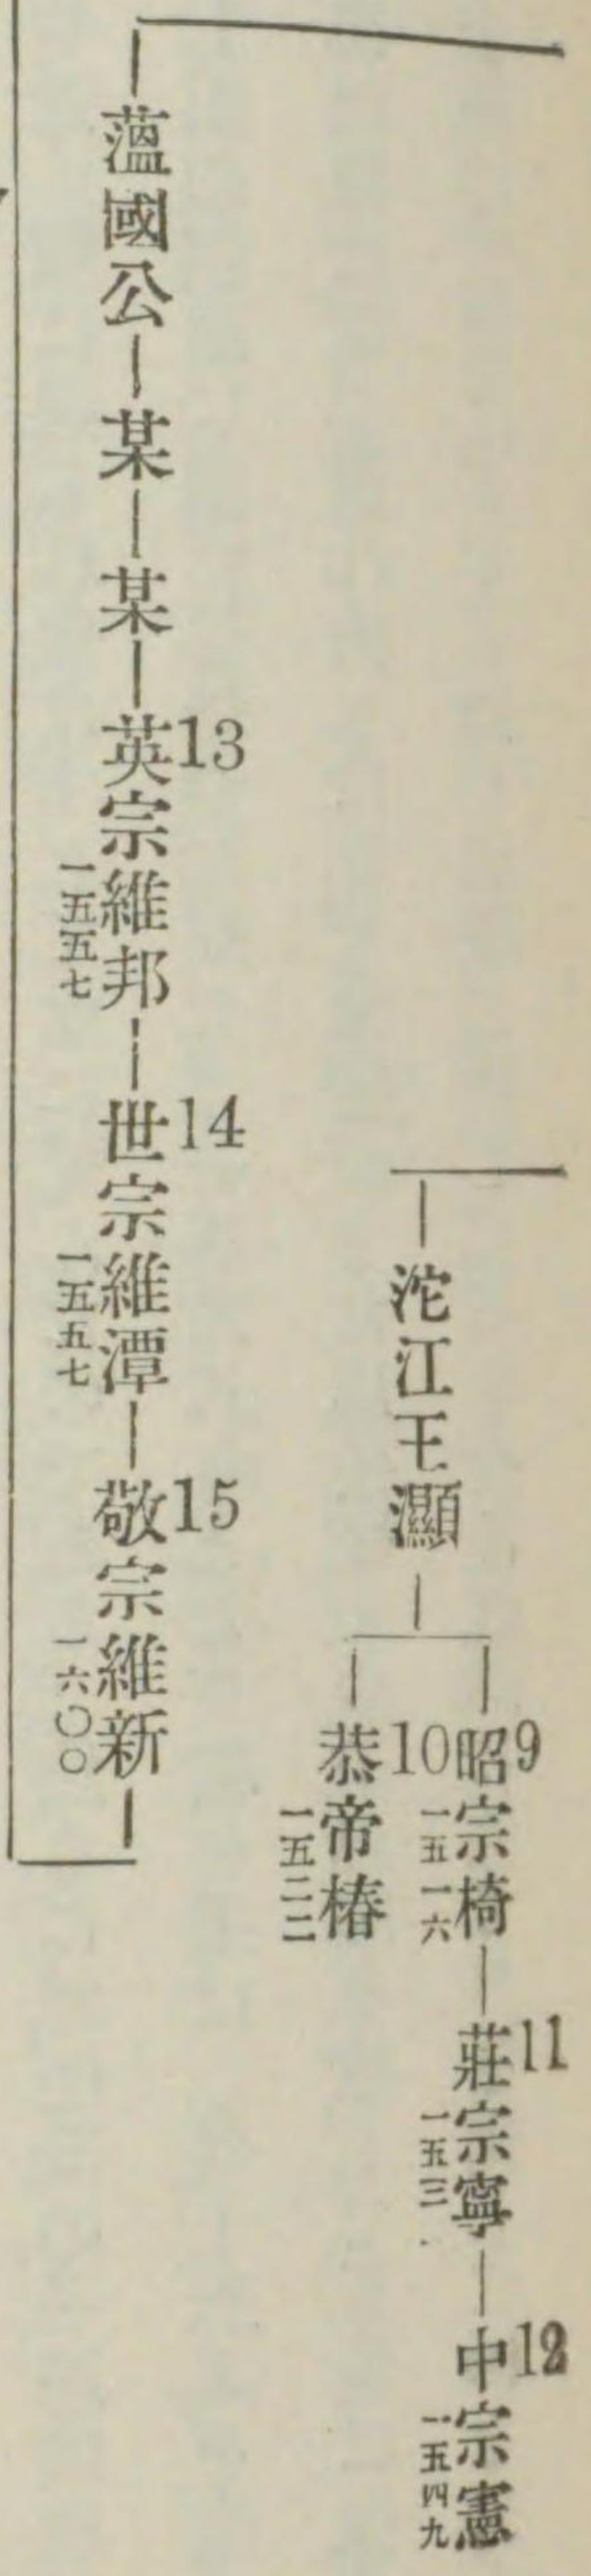 沱江王灝
9昭宗椅
一五一六
11莊宗寧
一五三
12中宗憲
一五四九
10恭帝椿
一五二二
薀國公
某
某
13英宗維邦
一五五七
14世宗維潭
一五五七
15敬宗維新
一六〇〇